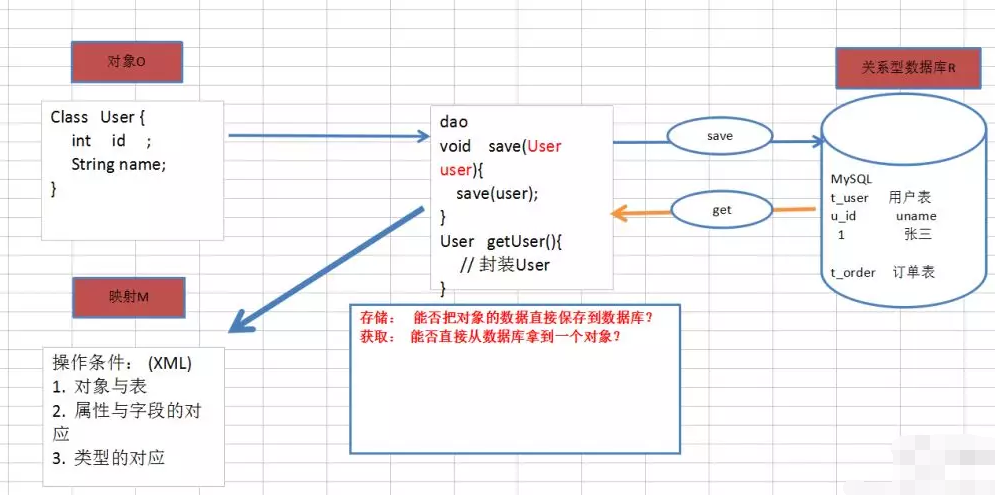 对象O
关系型数据库R
Class User {
int id ;
String name;
}
dao
void save(User
user){
save(user);
}
User getUser(){
// 封装User
}
save
get
MySQL
t_user 用户表
u_id uname
1 张三
t_order 订单表
映射M
操作条件： (XML)
1. 对象与表
2. 属性与字段的对
应
3. 类型的对应
存储： 能否把对象的数据直接保存到数据库？
获取： 能否直接从数据库拿到一个对象？